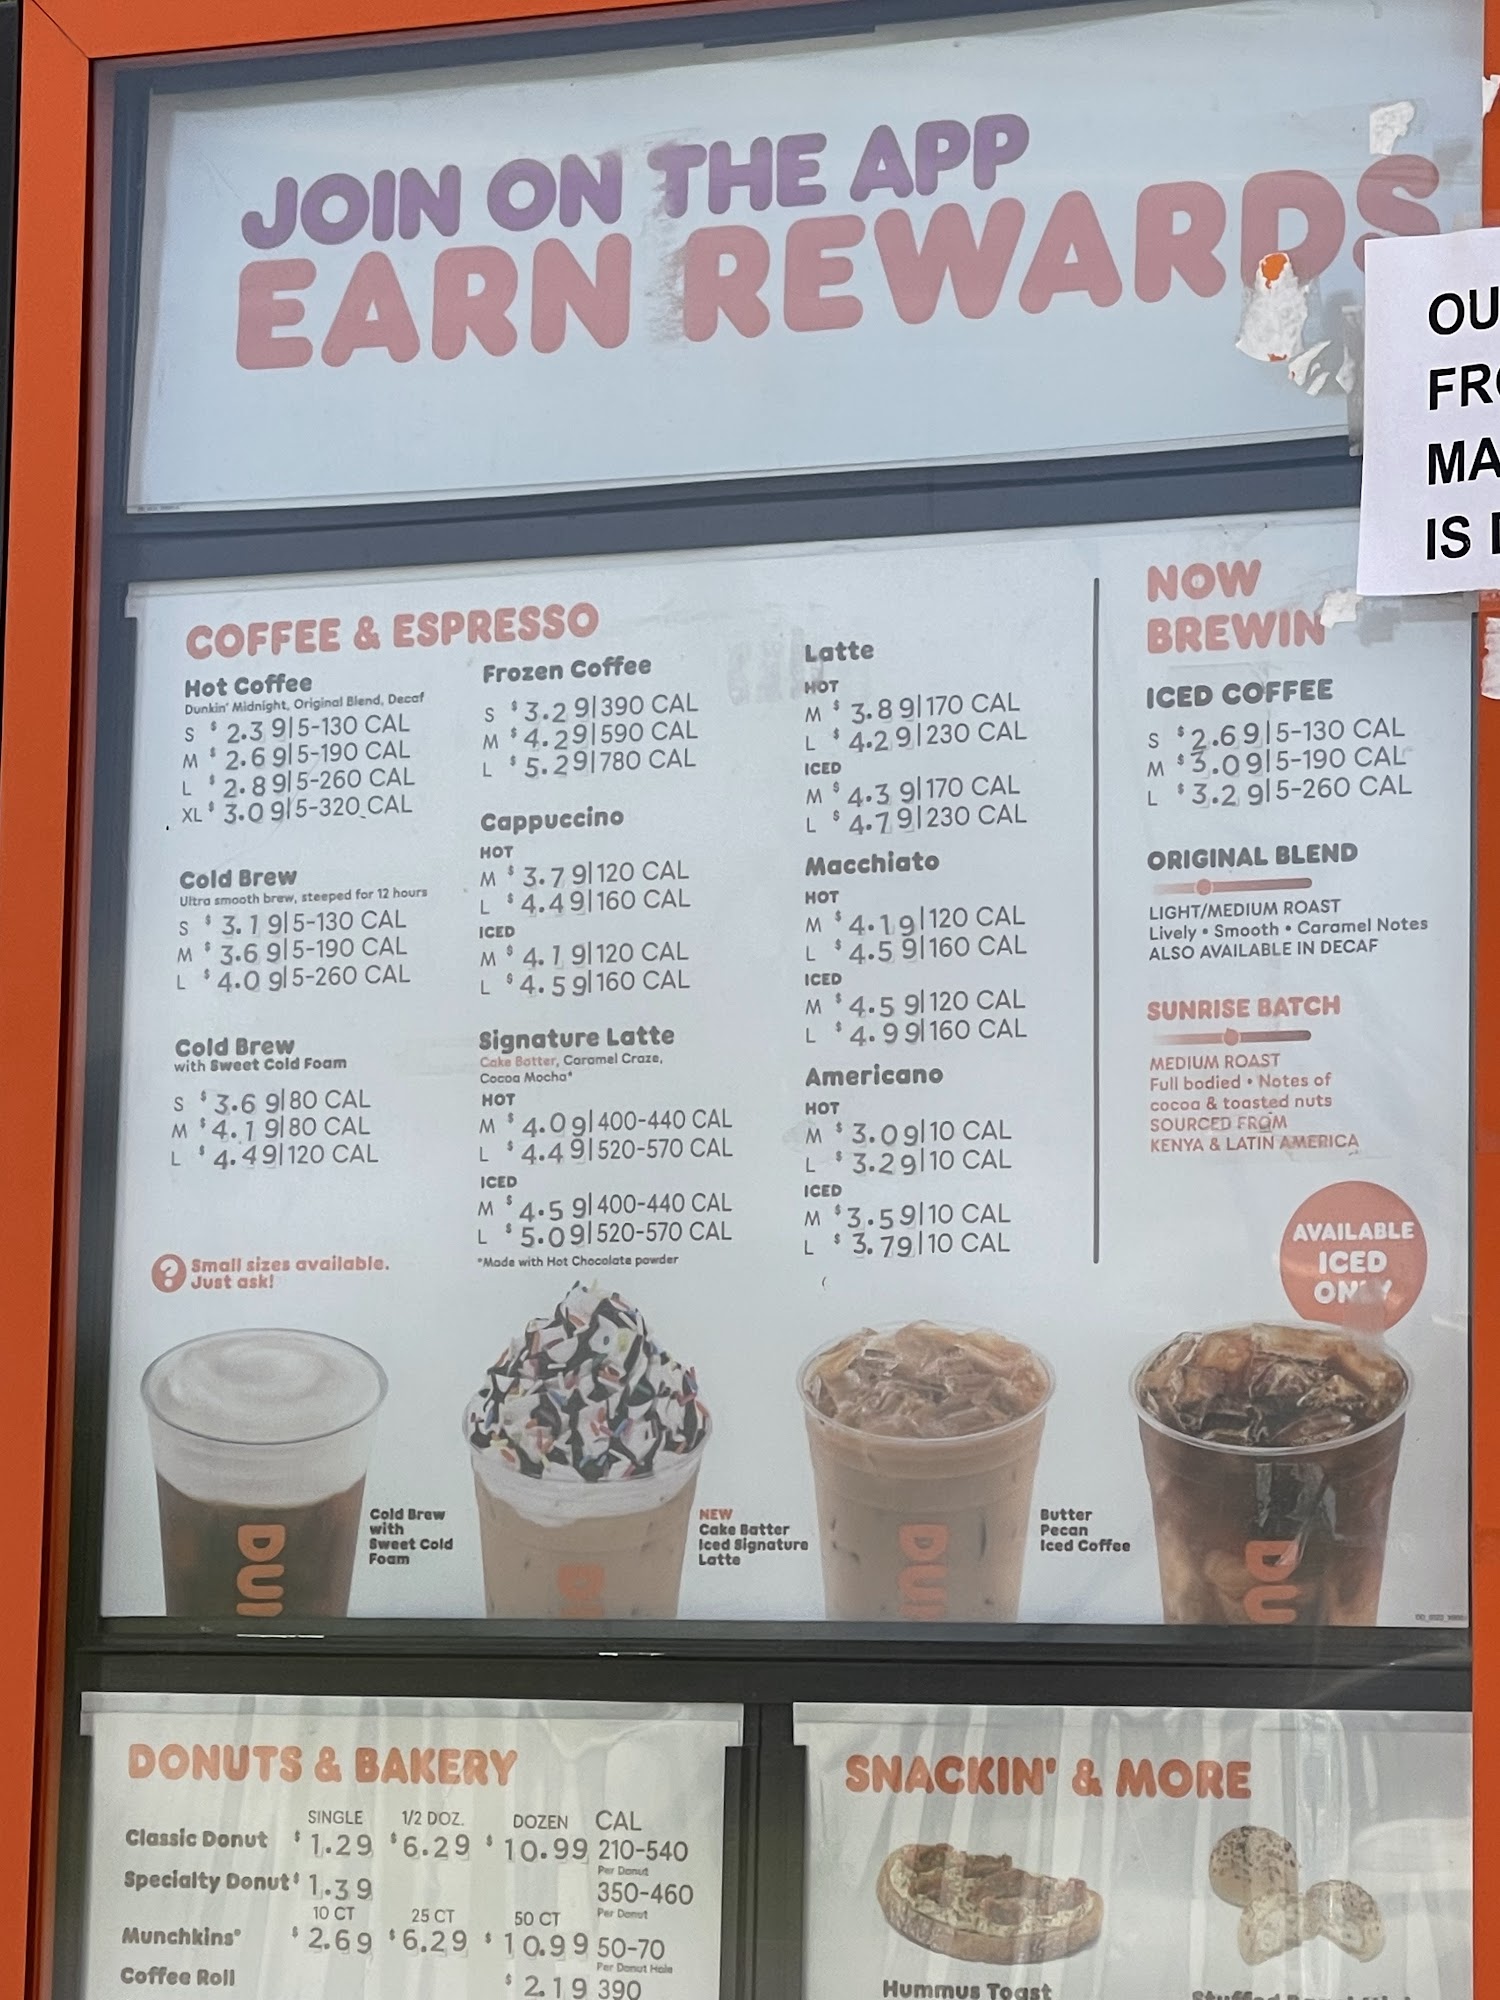 JOIN ON THE APP
EARN REWARDS
OU
FRO
MA
IS
COFFEE & ESPRESSO
Hot Coffee
Dunkin' Midnight, Original Blend, Decaf
S $2.39|5-130 CAL
M $2.69|5-190 CAL
L $2.89|5-260 CAL
XL $3.09|5-320 CAL
Cold Brew
Ultra smooth brew, steeped for 12 hours
S $3.19|5-130 CAL
M $3.69|5-190 CAL
L $4.09|5-260 CAL
Cold Brew
with Sweet Cold Foam
S $3.69|80 CAL
M $4.19|80 CAL
L $4.49|120 CAL
? Small sizes available.
Just ask!
Frozen Coffee
S $3.29|390 CAL
M $4.29|590 CAL
L $5.29|780 CAL
Cappuccino
HOT
M $3.79|120 CAL
L $4.49|160 CAL
ICED
M $4.19|120 CAL
L $4.59|160 CAL
Signature Latte
Cake Batter, Caramel Craze,
Cocoa Mocha*
HOT
M $4.09|400-440 CAL
L $4.49|520-570 CAL
ICED
M $4.59|400-440 CAL
L $5.09|520-570 CAL
*Made with Hot Chocolate powder
Latte
HOT
M $3.89|170 CAL
L $4.29|230 CAL
ICED
M $4.39|170 CAL
L $4.79|230 CAL
Macchiato
HOT
M $4.19|120 CAL
L $4.59|160 CAL
ICED
M $4.59|120 CAL
L $4.99|160 CAL
Americano
HOT
M $3.09|10 CAL
L $3.29|10 CAL
ICED
M $3.59|10 CAL
L $3.79|10 CAL
NOW
BREWIN'
ICED COFFEE
S $2.69|5-130 CAL
M $3.09|5-190 CAL
L $3.29|5-260 CAL
ORIGINAL BLEND
LIGHT/MEDIUM ROAST
Lively • Smooth • Caramel Notes
ALSO AVAILABLE IN DECAF
SUNRISE BATCH
MEDIUM ROAST
Full bodied • Notes of
cocoa & toasted nuts
SOURCED FROM
KENYA & LATIN AMERICA
AVAILABLE
ICED
ONLY
Cold Brew
with
Sweet Cold
Foam
NEW
Cake Batter
Iced Signature
Latte
Butter
Pecan
Iced Coffee
DUI
D
DUI
DU
DONUTS & BAKERY
SINGLE 1/2 DOZ. DOZEN CAL
Classic Donut $1.29 $6.29 $10.99 210-540
Per Donut
Specialty Donut $1.39 350-460
Per Donut
10 CT 25 CT 50 CT
Munchkins® $2.69 $6.29 $10.99 50-70
Per Donut Hole
Coffee Roll $2.19 390
SNACKIN' & MORE
Hummus Toast
Stuffed